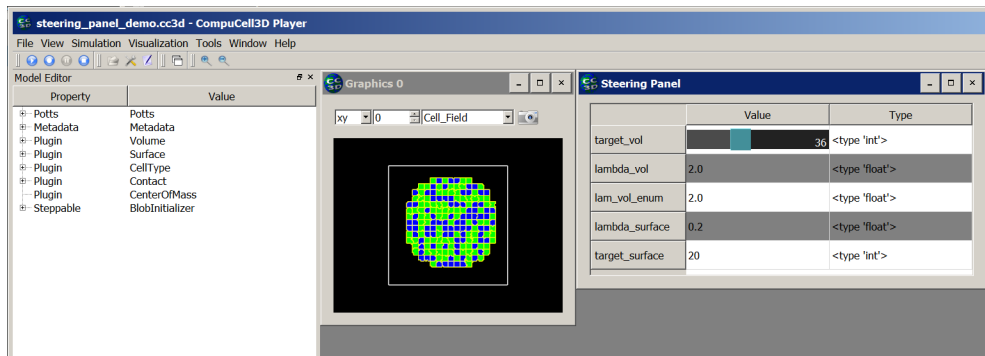 steering_panel_demo.cc3d - CompuCell3D Player
File View Simulation Visualization Tools Window Help
Model Editor
Property Value
Potts Potts
Metadata Metadata
Plugin Volume
Plugin Surface
Plugin CellType
Plugin Contact
Plugin CenterOfMass
Steppable BlobInitializer
Graphics 0
xy 0 Cell_Field
Steering Panel
Value Type
target_vol 36 <type 'int'>
lambda_vol 2.0 <type 'float'>
lam_vol_enum 2.0 <type 'float'>
lambda_surface 0.2 <type 'float'>
target_surface 20 <type 'int'>